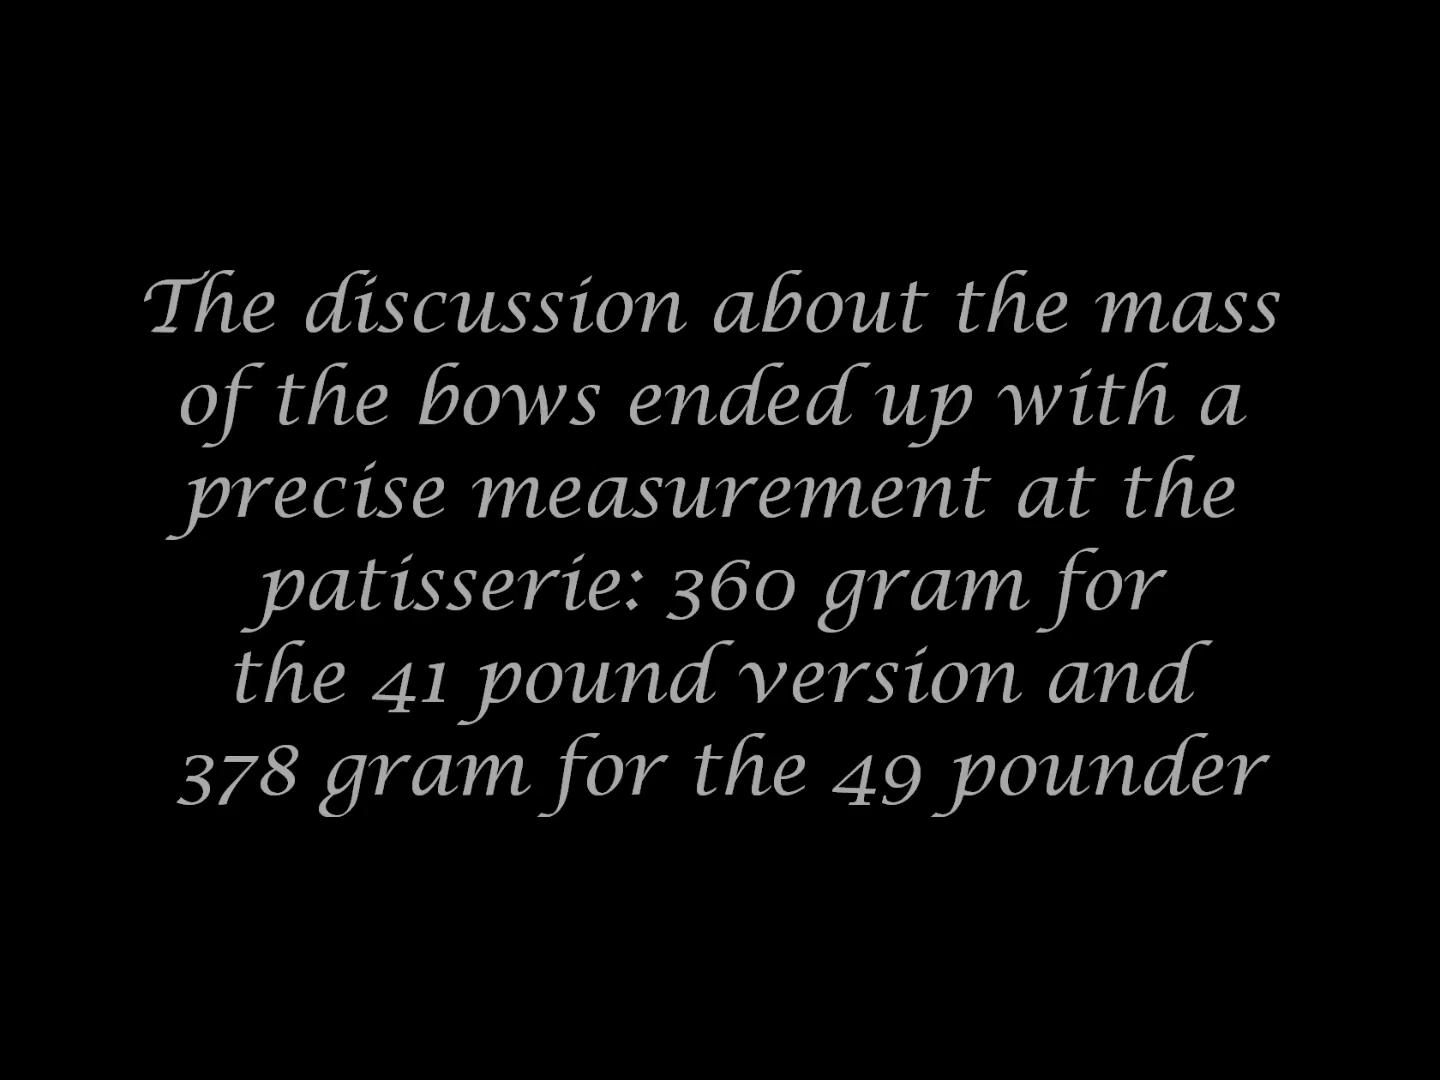 The discussion about the mass
of the bows ended up with a
precise measurement at the
patisserie: 360 gram for
the 41 pound version and
378 gram for the 49 pounder